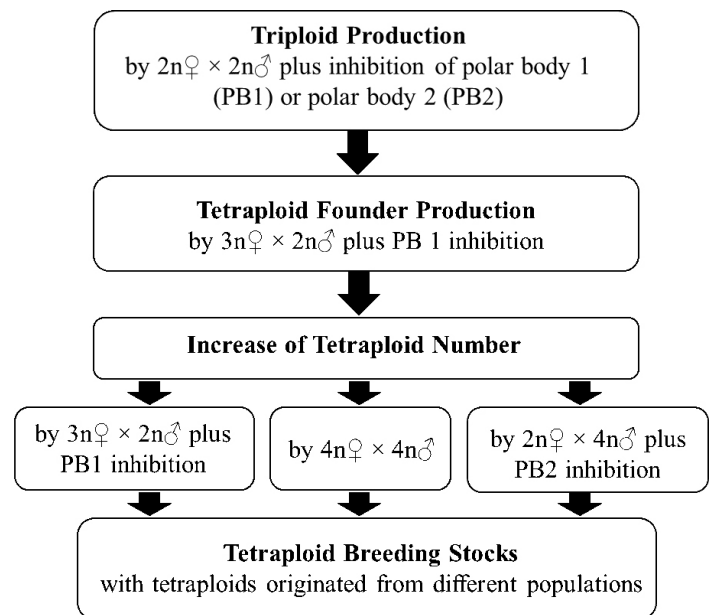 Triploid Production
by 2n♀ × 2n♂ plus inhibition of polar body 1
(PB1) or polar body 2 (PB2)
Tetraploid Founder Production
by 3n♀ × 2n♂ plus PB 1 inhibition
Increase of Tetraploid Number
by 3n♀ × 2n♂ plus
PB1 inhibition
by 4n♀ × 4n♂
by 2n♀ × 4n♂ plus
PB2 inhibition
Tetraploid Breeding Stocks
with tetraploids originated from different populations